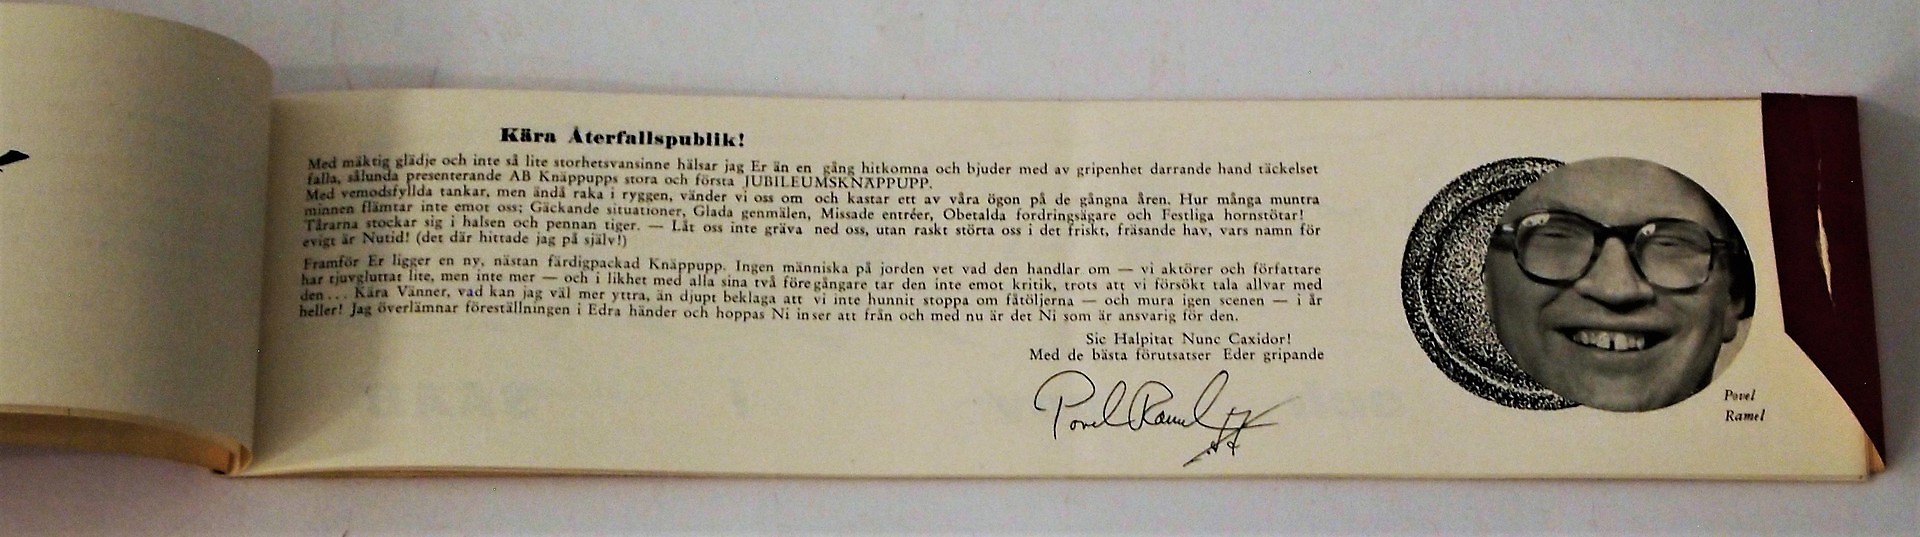 Kära Återfallspublik!
Med mäktig glädje och inte så lite storhetsvansinne hälsar jag Er än en gång hitkomna och bjuder med av gripenhet darrande hand täckelset
falla, sålunda presenterande AB Knäppupps stora och första JUBILEUMSKNÄPPUPP.
Med vemodsfyllda tankar, men ändå raka i ryggen, vänder vi oss om och kastar ett av våra ögon på de gångna åren. Hur många muntra
minnen flämtar inte emot oss; Gäckande situationer, Glada genmälen, Missade entréer, Obetalda fordringsägare och Festliga hornstötar!
Tårarna stockar sig i halsen och pennan tiger. — Låt oss inte gräva ned oss, utan raskt störta oss i det friskt, fräsande hav, vars namn för
evigt är Nutid! (det där hittade jag på själv!)
Framför Er ligger en ny, nästan färdigpackad Knäppupp. Ingen människa på jorden vet vad den handlar om — vi aktörer och författare
har tjuvgluttat lite, men inte mer — och i likhet med alla sina två föregångare tar den inte emot kritik, trots att vi försökt tala allvar med
den... Kära Vänner, vad kan jag väl mer yttra, än djupt beklaga att vi inte hunnit stoppa om fåtöljerna — och mura igen scenen — i år
heller! Jag överlämnar föreställningen i Edra händer och hoppas Ni inser att från och med nu är det Ni som är ansvarig för den.
Sic Halpitat Nunc Caxidor!
Med de bästa förutsatser Eder gripande
Povel Ramel
Povel
Ramel